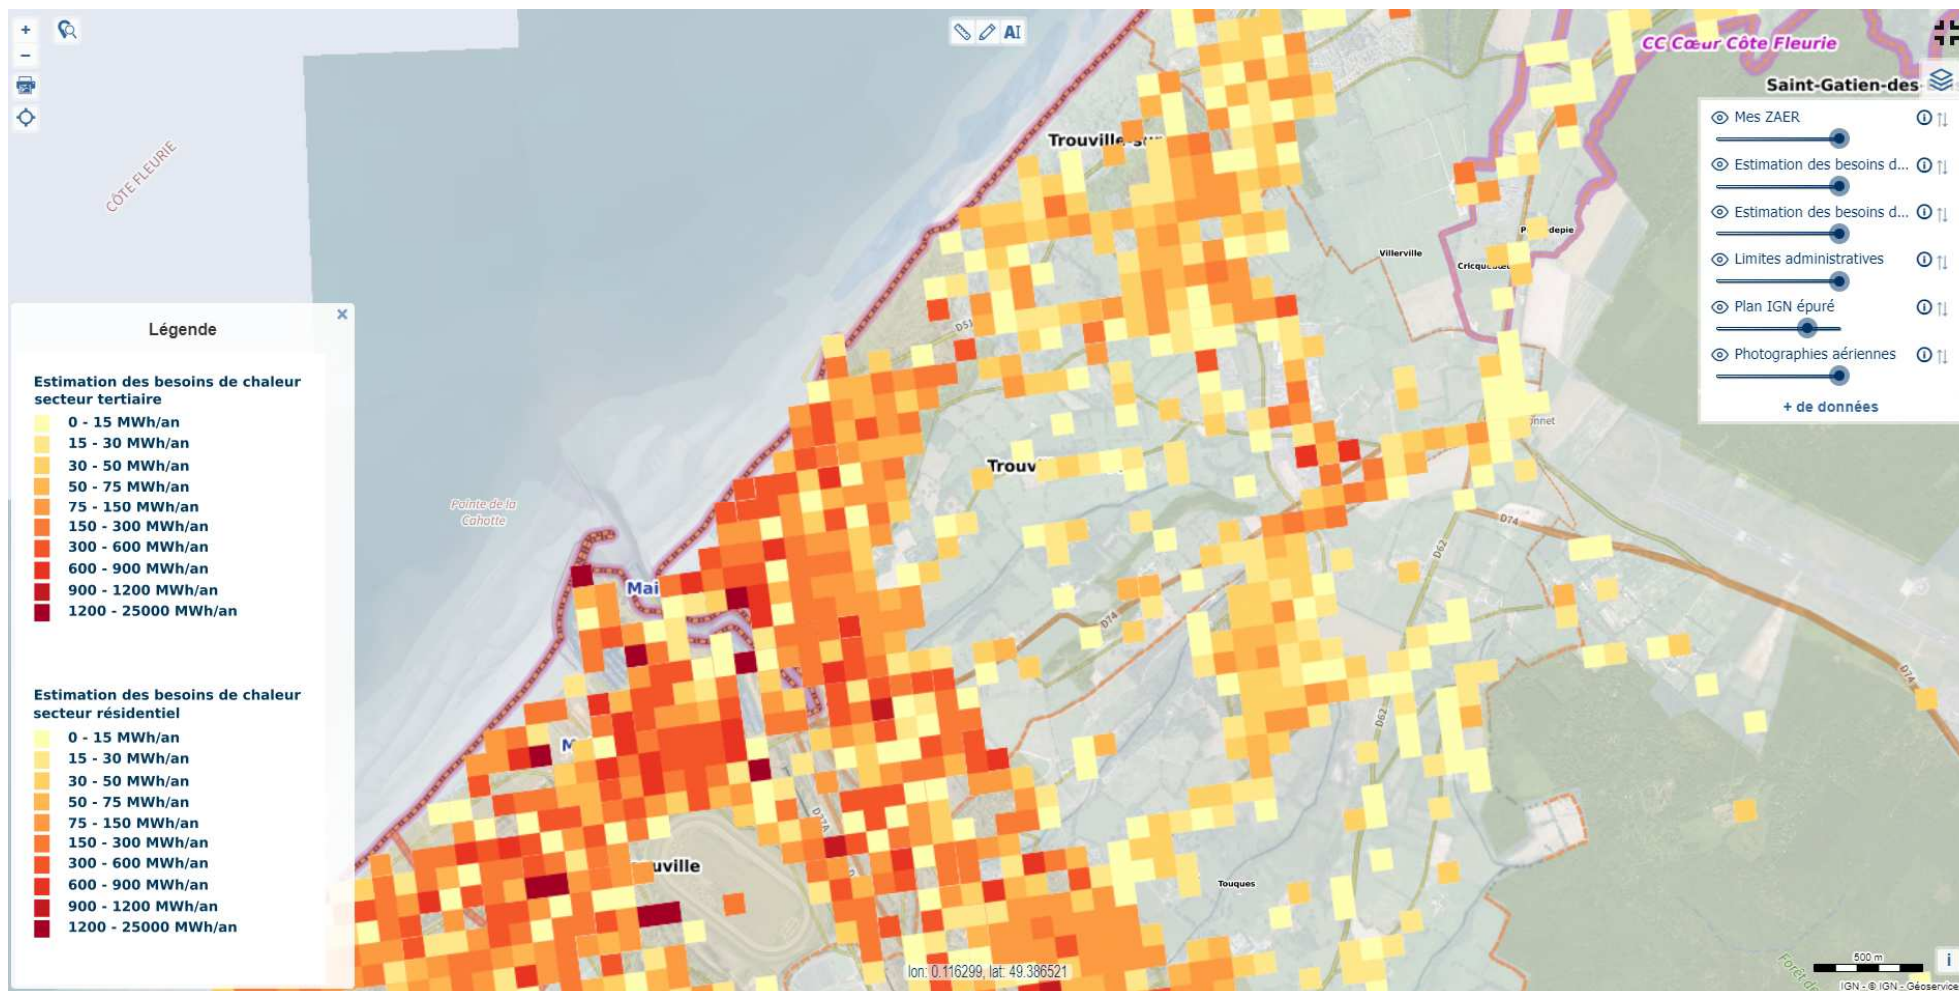 +
−
AI
CC Cœur Côte Fleurie
Saint-Gatien-des-
CÔTE FLEURIE
Trouville-sur
Villerville
Mes ZAER
Estimation des besoins d...
Estimation des besoins d...
Limites administratives
Plan IGN épuré
Photographies aériennes
+ de données
D51
Légende
×
Estimation des besoins de chaleur
secteur tertiaire
0 - 15 MWh/an
15 - 30 MWh/an
30 - 50 MWh/an
50 - 75 MWh/an
75 - 150 MWh/an
150 - 300 MWh/an
300 - 600 MWh/an
600 - 900 MWh/an
900 - 1200 MWh/an
1200 - 25000 MWh/an
Estimation des besoins de chaleur
secteur résidentiel
0 - 15 MWh/an
15 - 30 MWh/an
30 - 50 MWh/an
50 - 75 MWh/an
75 - 150 MWh/an
150 - 300 MWh/an
300 - 600 MWh/an
600 - 900 MWh/an
900 - 1200 MWh/an
1200 - 25000 MWh/an
Trouv
Pointe de la
Cahotte
D74
D62
Mai
D74
D74
D62
M
uville
Touques
lon: 0.116299, lat: 49.386521
500 m
i
IGN - © IGN - Géoservice